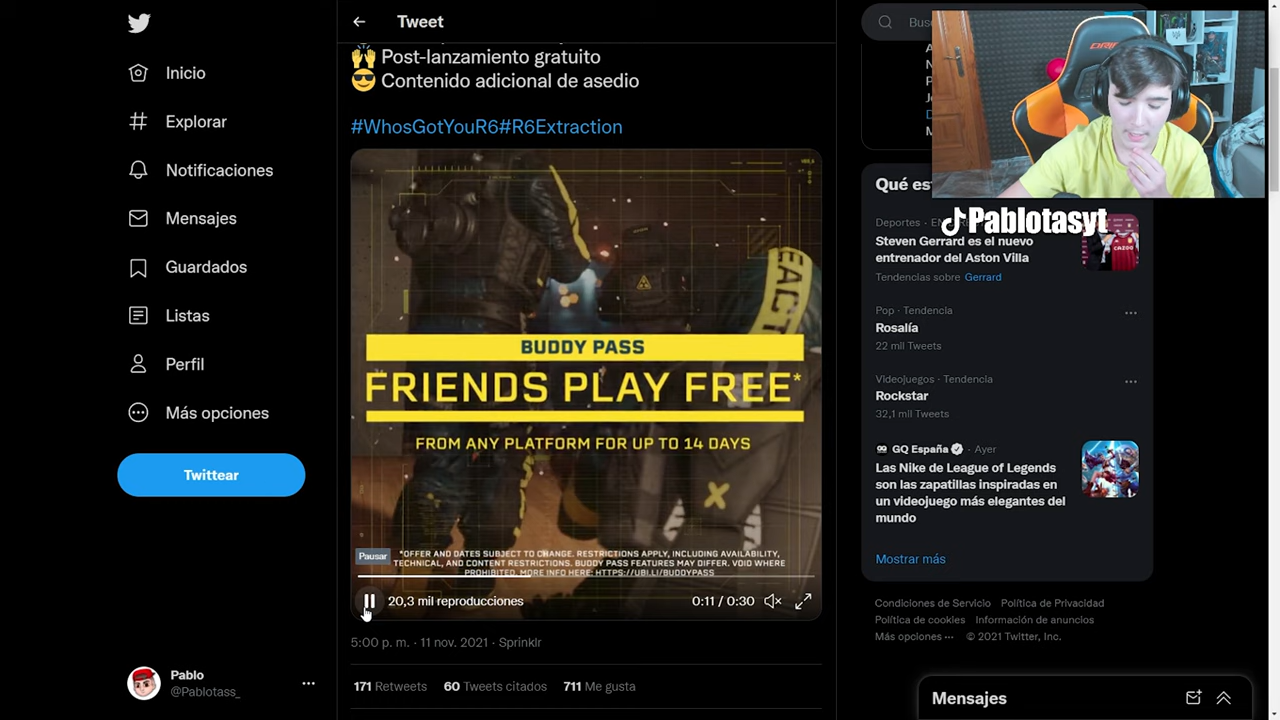 Tweet
Inicio
Explorar
Notificaciones
Mensajes
Guardados
Listas
Perfil
Más opciones
Twittear
Pablo
@Pablotass_
🙌 Post-lanzamiento gratuito
😎 Contenido adicional de asedio
#WhosGotYouR6#R6Extraction
REACT
BUDDY PASS
FRIENDS PLAY FREE*
FROM ANY PLATFORM FOR UP TO 14 DAYS
*OFFER AND DATES SUBJECT TO CHANGE. RESTRICTIONS APPLY, INCLUDING AVAILABILITY,
TECHNICAL, AND CONTENT RESTRICTIONS. BUDDY PASS FEATURES MAY DIFFER. VOID WHERE
PROHIBITED. MORE INFO HERE: HTTPS://UBI.LI/BUDDYPASS
Pausar
20,3 mil reproducciones
0:11 / 0:30
5:00 p. m. · 11 nov. 2021 · Sprinklr
171 Retweets 60 Tweets citados 711 Me gusta
Bus
Pablotasyt
Qué es
Deportes · E
Steven Gerrard es el nuevo
entrenador del Aston Villa
Tendencias sobre Gerrard
Pop · Tendencia
Rosalía
22 mil Tweets
Videojuegos · Tendencia
Rockstar
32,1 mil Tweets
GQ España · Ayer
Las Nike de League of Legends
son las zapatillas inspiradas en
un videojuego más elegantes del
mundo
Mostrar más
Condiciones de Servicio Política de Privacidad
Política de cookies Información de anuncios
Más opciones ··· © 2021 Twitter, Inc.
Mensajes